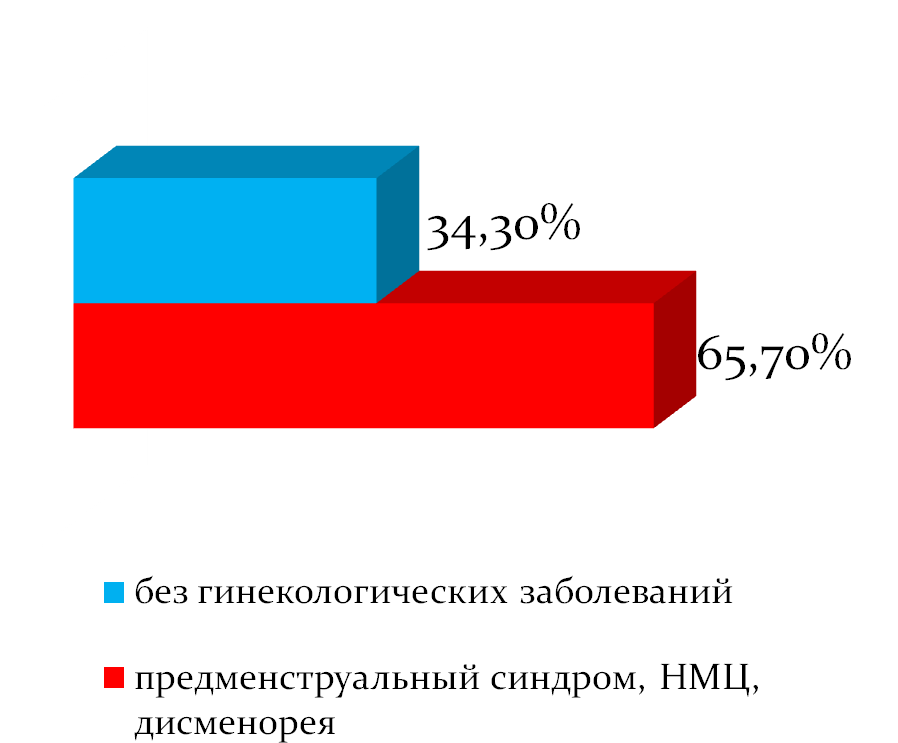 34,30%
65,70%
без гинекологических заболеваний
предменструальный синдром, НМЦ,
дисменорея